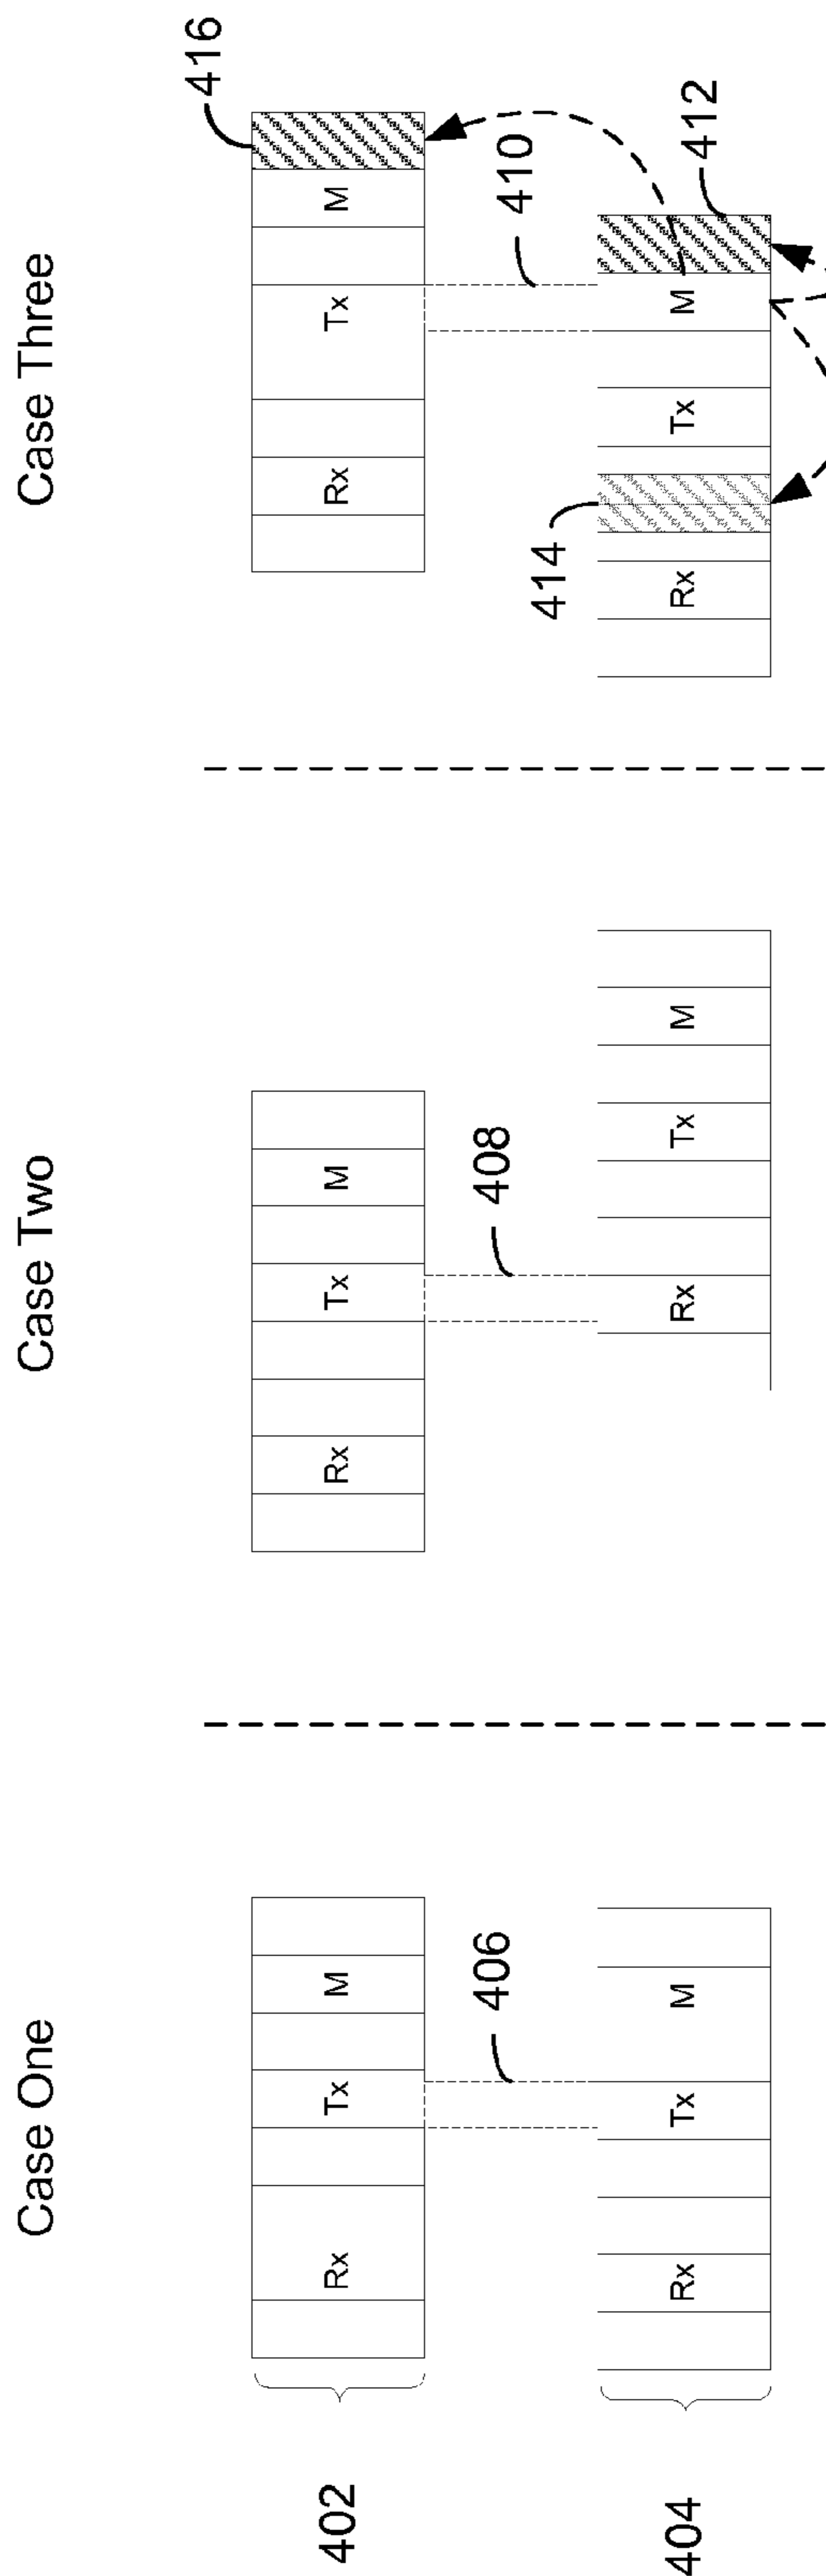 Case One
Case Two
Case Three
416
402
Rx
Tx
M
Rx
Tx
M
Rx
Tx
M
406
408
410
412
414
404
Rx
Tx
M
Rx
Tx
M
Rx
Tx
M